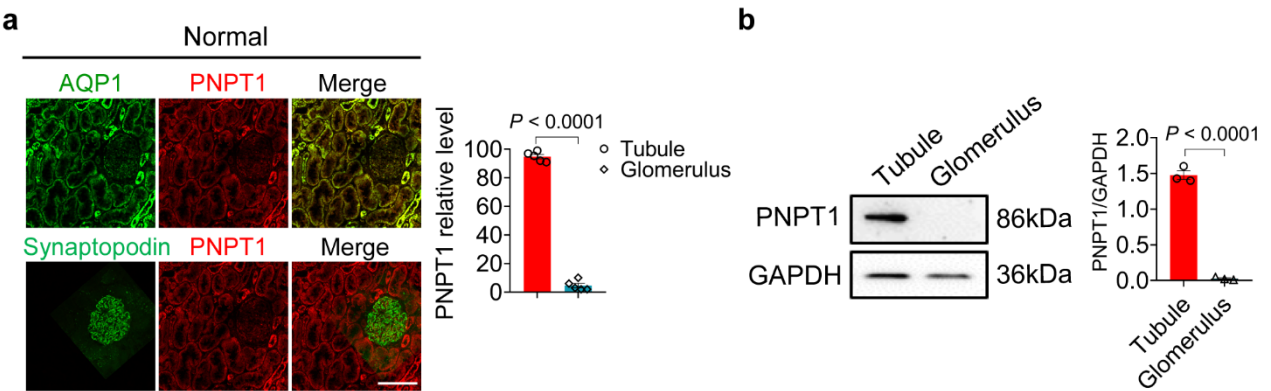 a
Normal
AQP1 PNPT1 Merge
Synaptopodin PNPT1 Merge
PNPT1 relative level
100
80
60
40
20
0
P < 0.0001
Tubule
Glomerulus
b
Tubule Glomerulus
PNPT1 86kDa
GAPDH 36kDa
PNPT1/GAPDH
2.0
1.5
1.0
0.5
0.0
P < 0.0001
Tubule
Glomerulus